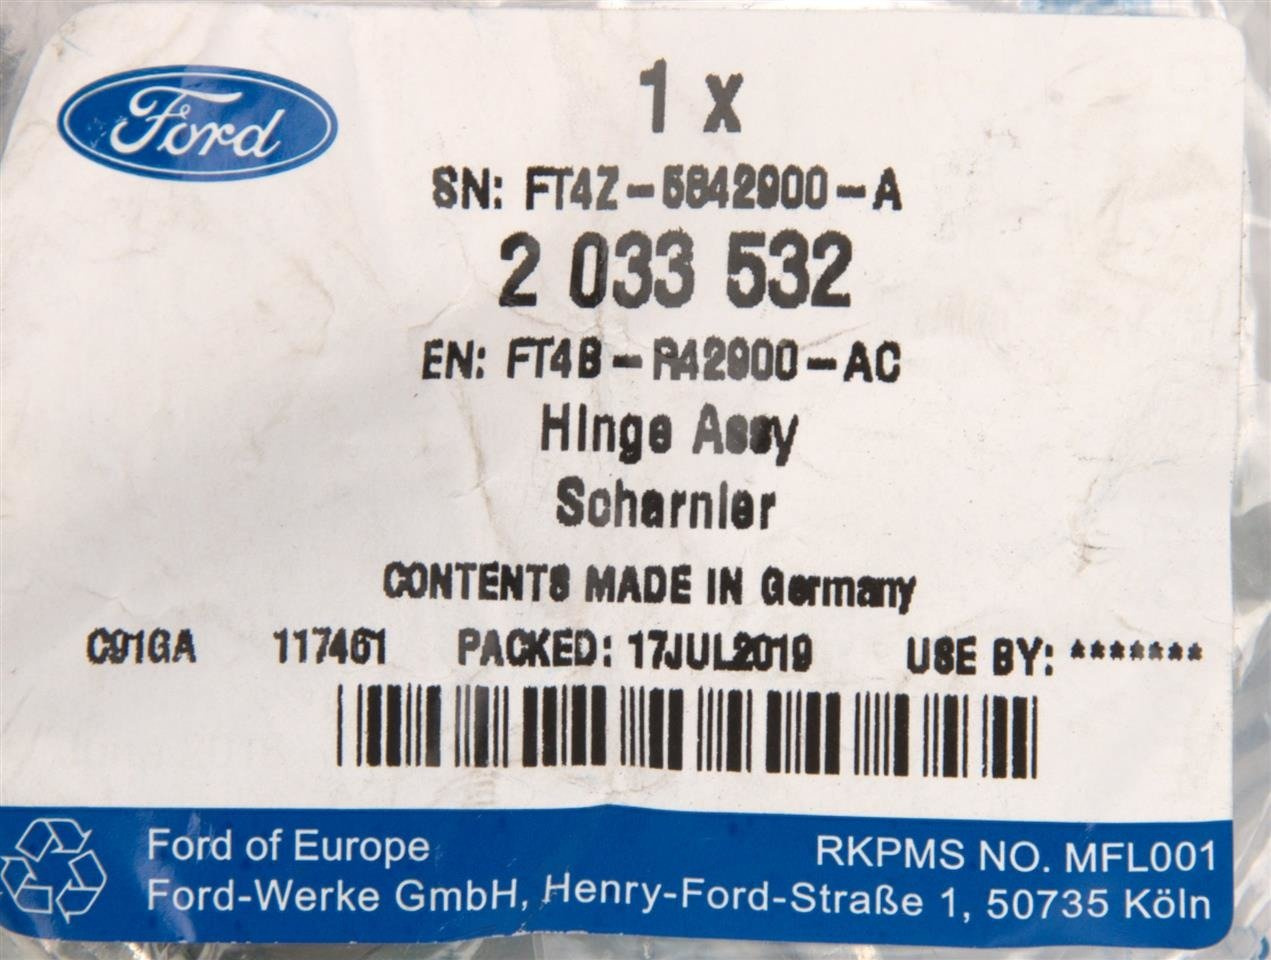 Ford
1 x
SN: FT4Z-5842900-A
2 033 532
EN: FT4B-R42900-AC
Hinge Assy
Scharnier
CONTENTS MADE IN Germany
C91GA 117461 PACKED: 17JUL2019 USE BY: *******
Ford of Europe RKPMS NO. MFL001
Ford-Werke GmbH, Henry-Ford-Straße 1, 50735 Köln